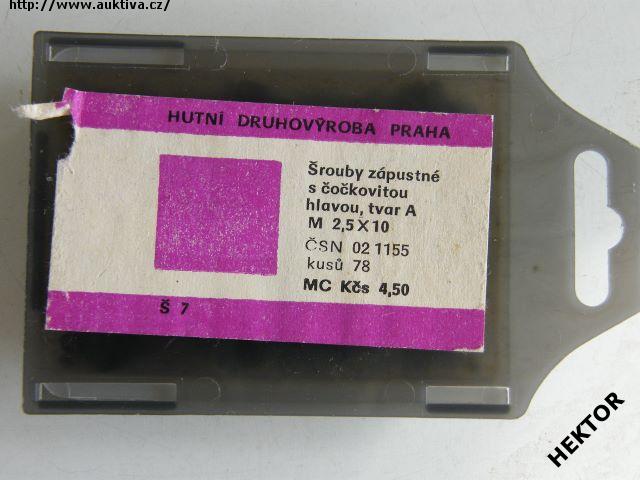 http://www.auktiva.cz/
HUTNÍ DRUHOVÝROBA PRAHA
Šrouby zápustné
s čočkovitou
hlavou, tvar A
M 2,5X10
ČSN 02 1155
kusů 78
MC Kčs 4,50
Š 7
HEKTOR